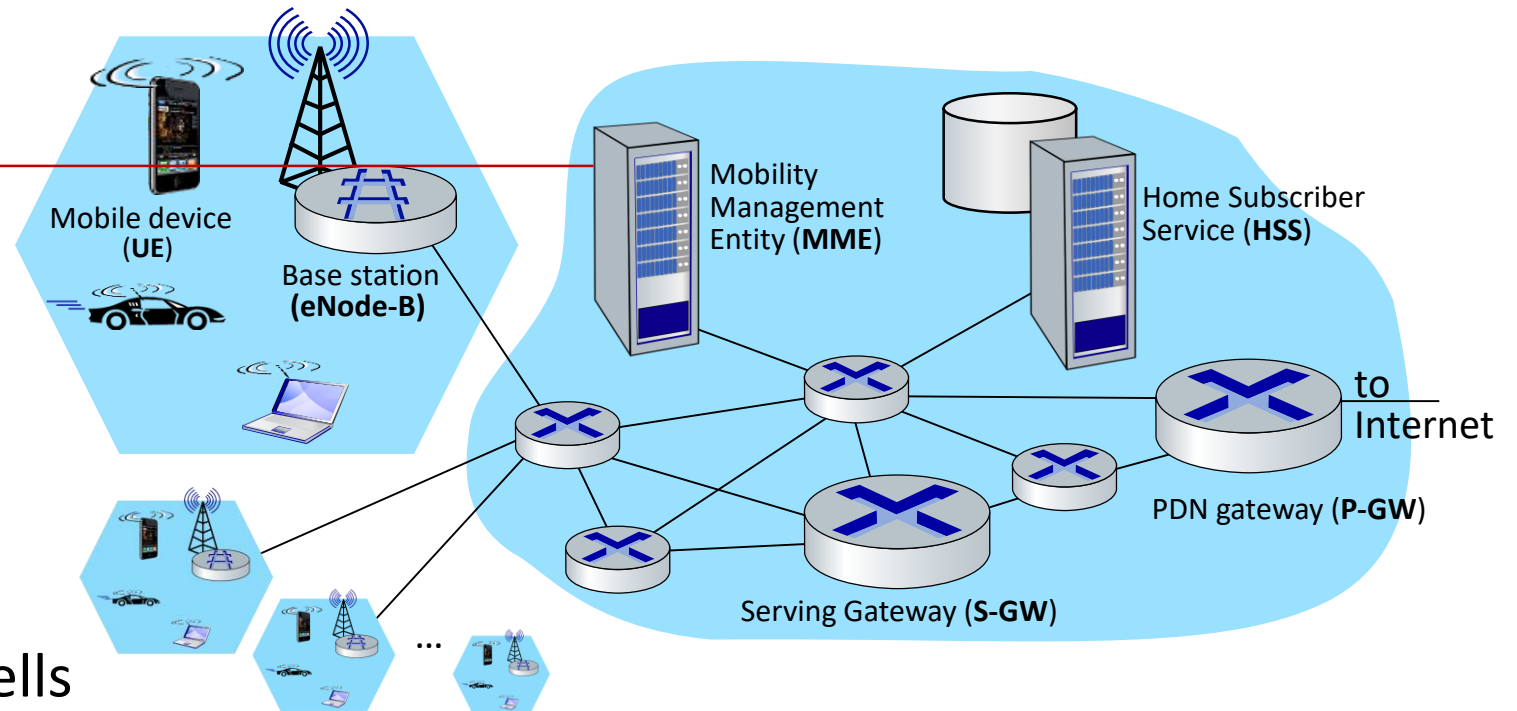 Mobile device
(UE)
Base station
(eNode-B)
Mobility
Management
Entity (MME)
Home Subscriber
Service (HSS)
to
Internet
PDN gateway (P-GW)
Serving Gateway (S-GW)
...
ells